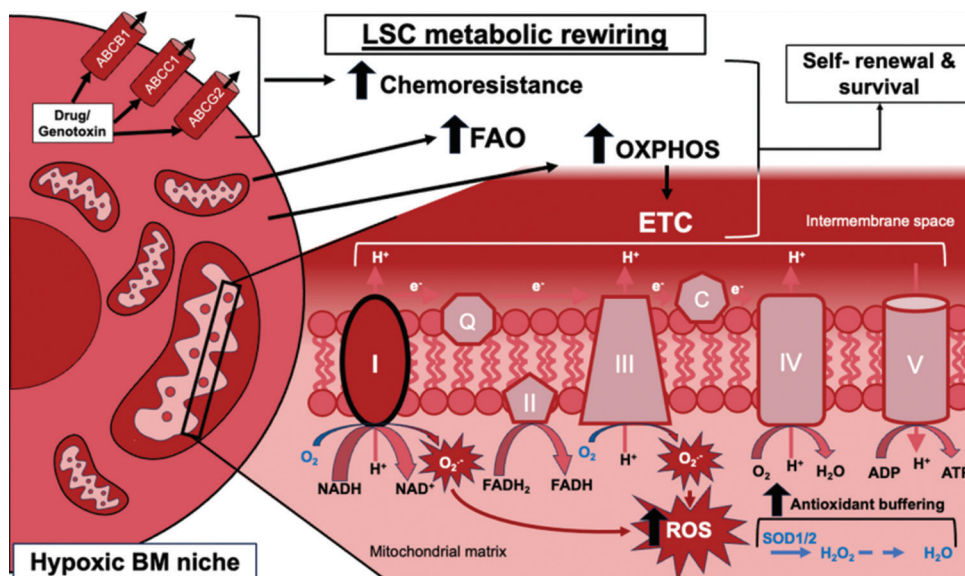 LSC metabolic rewiring
ABCB1
ABCC1
ABCG2
Drug/
Genotoxin
Chemoresistance
Self- renewal &
survival
FAO
OXPHOS
ETC
Intermembrane space
H⁺
H⁺
H⁺
e⁻
e⁻
e⁻
e⁻
Q
C
I
II
III
IV
V
O₂
H⁺
NADH
NAD⁺
O₂·⁻
FADH₂
FADH
O₂
H⁺
O₂·⁻
O₂
H⁺
H₂O
ADP
H⁺
ATP
Antioxidant buffering
ROS
SOD1/2
H₂O₂
H₂O
Mitochondrial matrix
Hypoxic BM niche